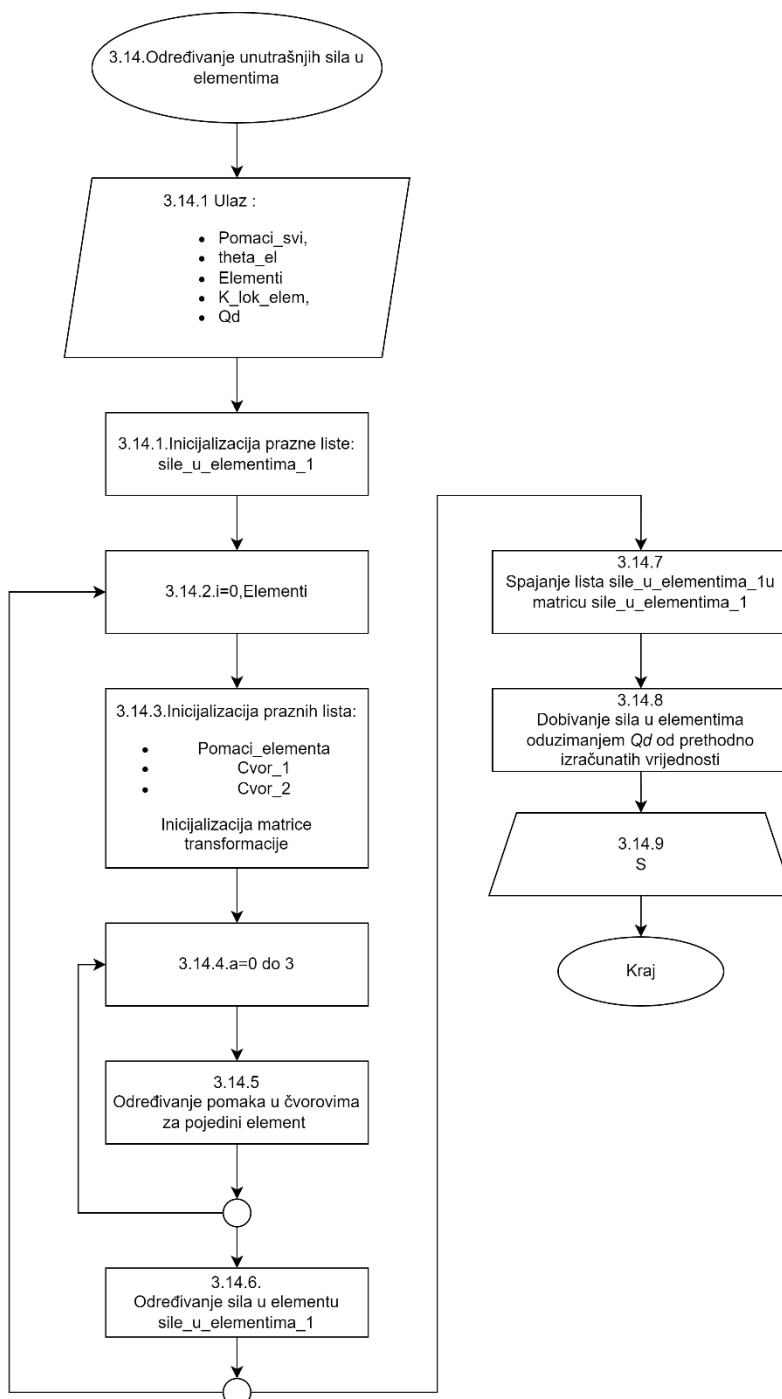 3.14.Određivanje unutrašnjih sila u
elementima
3.14.1 Ulaz :
• Pomaci_svi,
• theta_el
• Elementi
• K_lok_elem,
• Qd
3.14.1.Inicijalizacija prazne liste:
sile_u_elementima_1
3.14.2.i=0,Elementi
3.14.3.Inicijalizacija praznih lista:
• Pomaci_elementa
• Cvor_1
• Cvor_2
Inicijalizacija matrice
transformacije
3.14.4.a=0 do 3
3.14.5
Određivanje pomaka u čvorovima
za pojedini element
3.14.6.
Određivanje sila u elementu
sile_u_elementima_1
3.14.7
Spajanje lista sile_u_elementima_1u
matricu sile_u_elementima_1
3.14.8
Dobivanje sila u elementima
oduzimanjem Qd od prethodno
izračunatih vrijednosti
3.14.9
S
Kraj